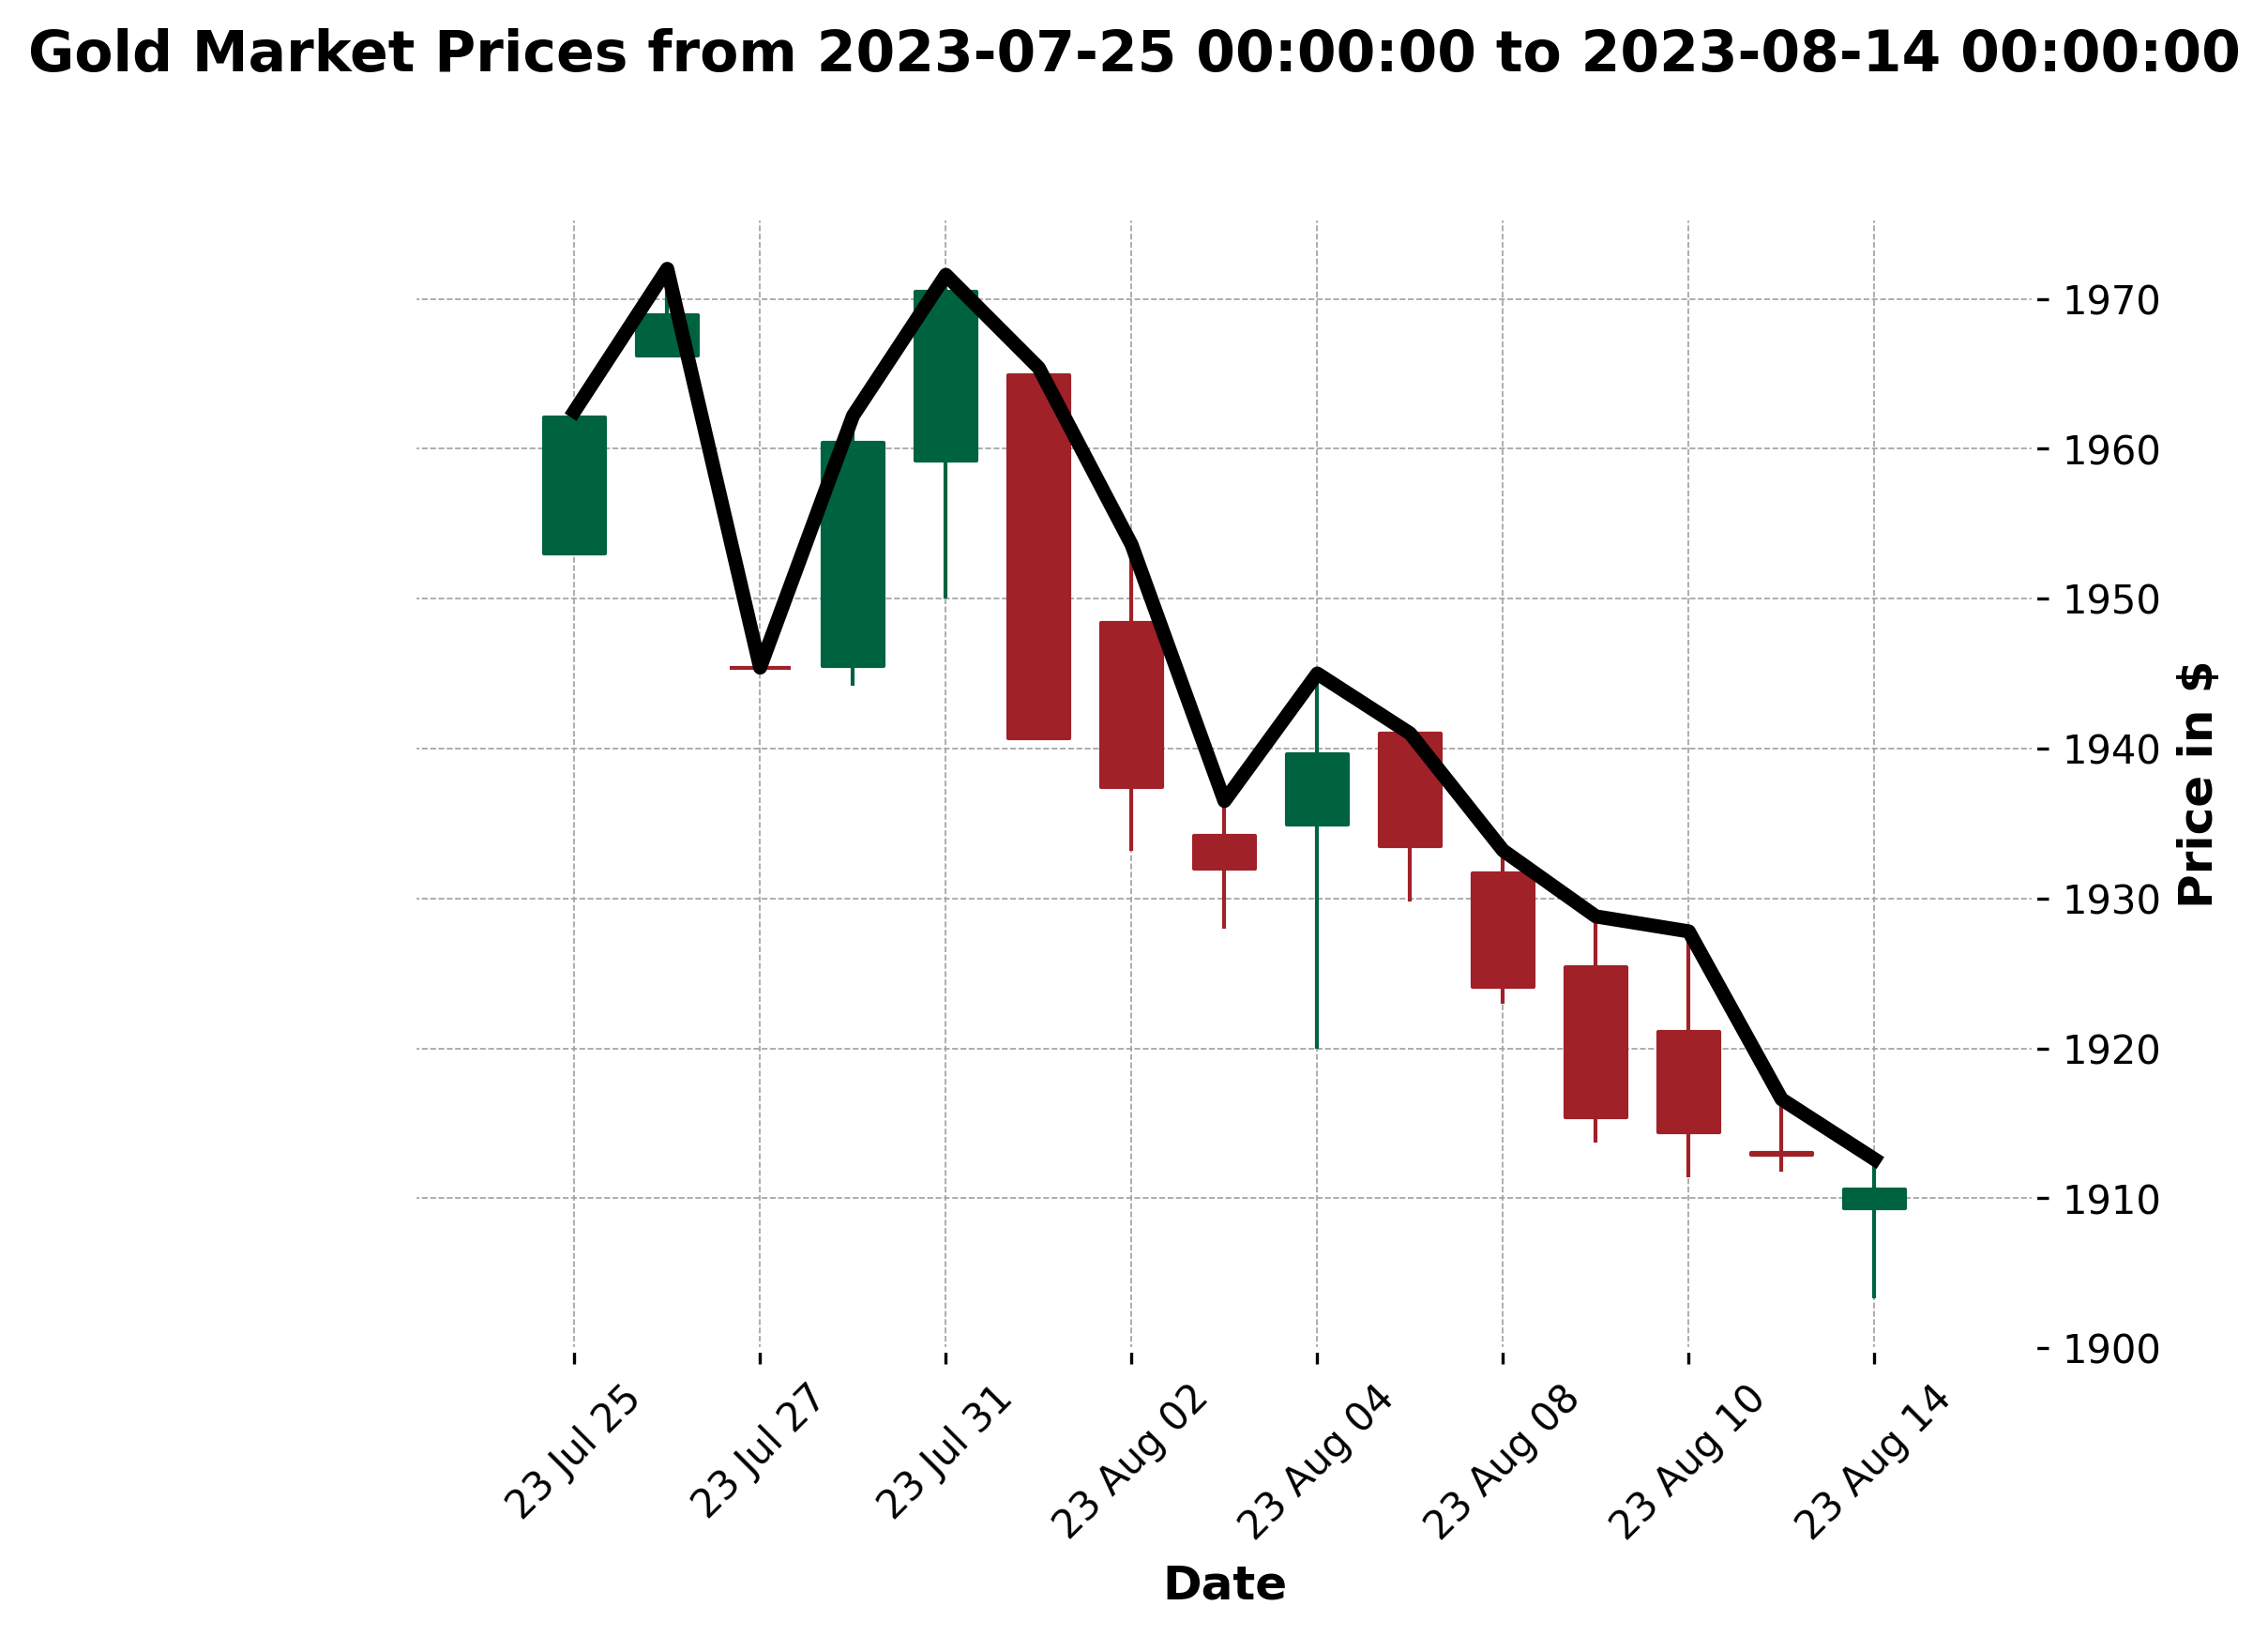 Gold Market Prices from 2023-07-25 00:00:00 to 2023-08-14 00:00:00
1970
1960
1950
1940
1930
1920
1910
1900
Price in $
23 Jul 25
23 Jul 27
23 Jul 31
23 Aug 02
23 Aug 04
23 Aug 08
23 Aug 10
23 Aug 14
Date